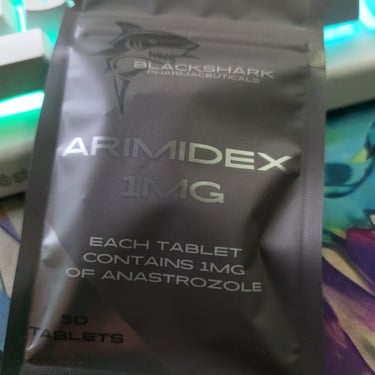 BLACKSHARK
PHARMACEUTICALS
ARIMIDEX
1MG
EACH TABLET
CONTAINS 1MG
OF ANASTROZOLE
50
TABLETS